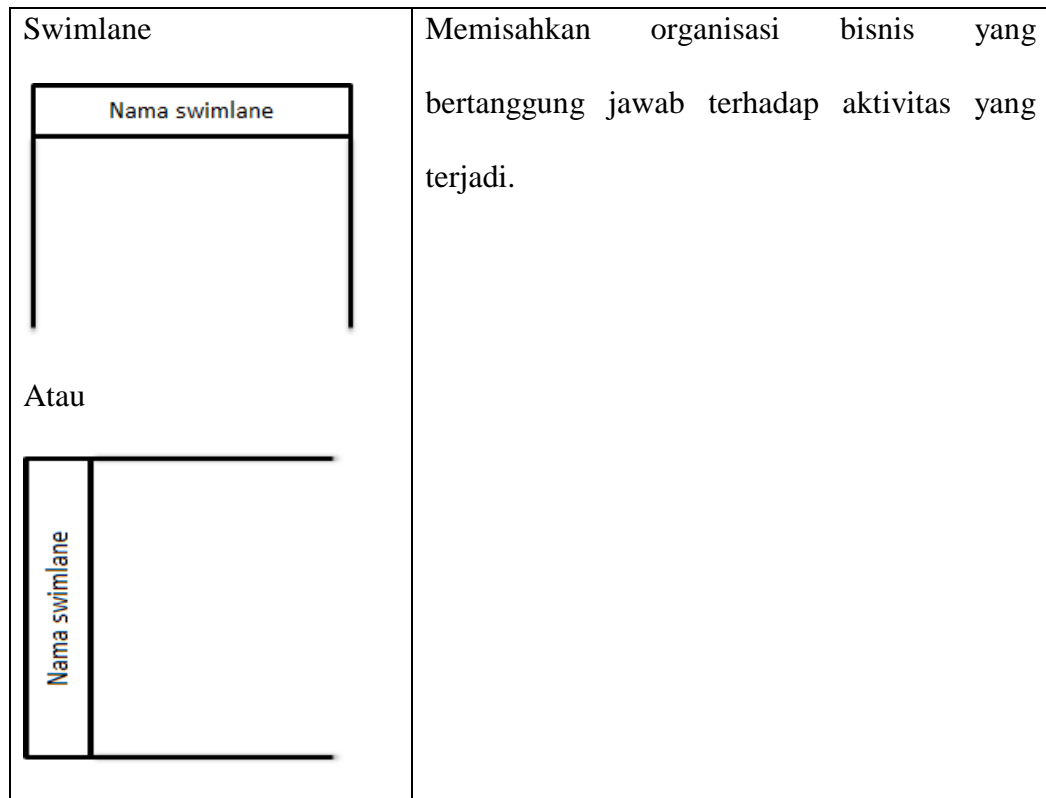 Swimlane
Nama swimlane
Atau
Nama swimlane
Memisahkan organisasi bisnis yang
bertanggung jawab terhadap aktivitas yang
terjadi.